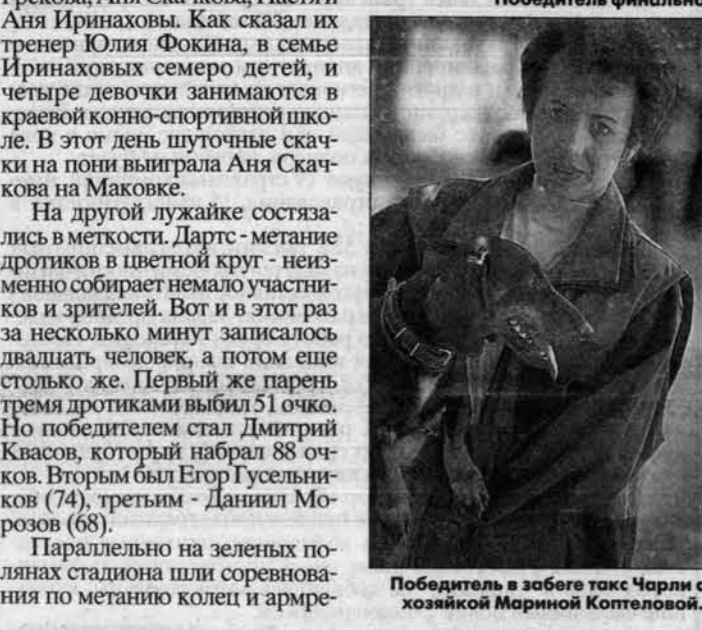 Грекова, Аня Скачкова, Настя и
Аня Иринаховы. Как сказал их
тренер Юлия Фокина, в семье
Иринаховых семеро детей, и
четыре девочки занимаются в
краевой конно-спортивной шко-
ле. В этот день шуточные скач-
ки на пони выиграла Аня Скач-
кова на Маковке.
На другой лужайке состяза-
лись в меткости. Дартс - метание
дротиков в цветной круг - неиз-
менно собирает немало участни-
ков и зрителей. Вот и в этот раз
за несколько минут записалось
двадцать человек, а потом еще
столько же. Первый же парень
тремя дротиками выбил 51 очко.
Но победителем стал Дмитрий
Квасов, который набрал 88 оч-
ков. Вторым был Егор Гусельни-
ков (74), третьим - Даниил Мо-
розов (68).
Параллельно на зеленых по-
лянах стадиона шли соревнова-
ния по метанию колец и армре-
Победитель финально
Победитель в забеге такс Чарли с
хозяйкой Мариной Коптеловой.